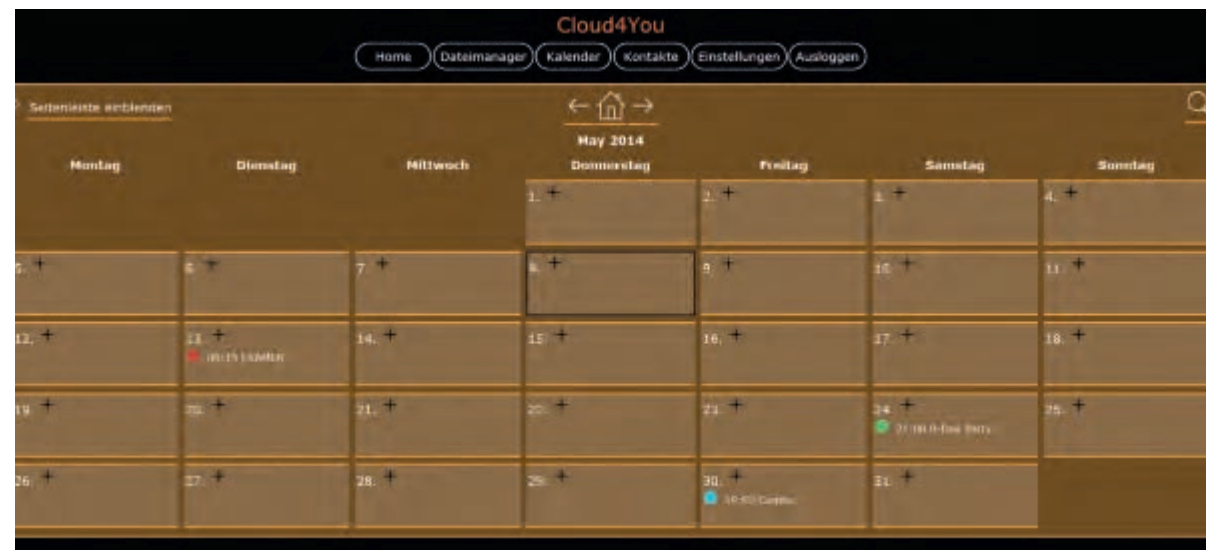 Cloud4You
Home Dateimanager Kalender Kontakte Einstellungen Ausloggen
Seitenleiste einblenden
May 2014
Montag Dienstag Mittwoch Donnerstag Freitag Samstag Sonntag
1. + 2. + 3. + 4. +
5. + 6. + 7. + 8. + 9. + 10. + 11. +
12. + 13. + 14. + 15. + 16. + 17. + 18. +
19. + 20. + 21. + 22. + 23. + 24. + 25. +
26. + 27. + 28. + 29. + 30. + 31. +